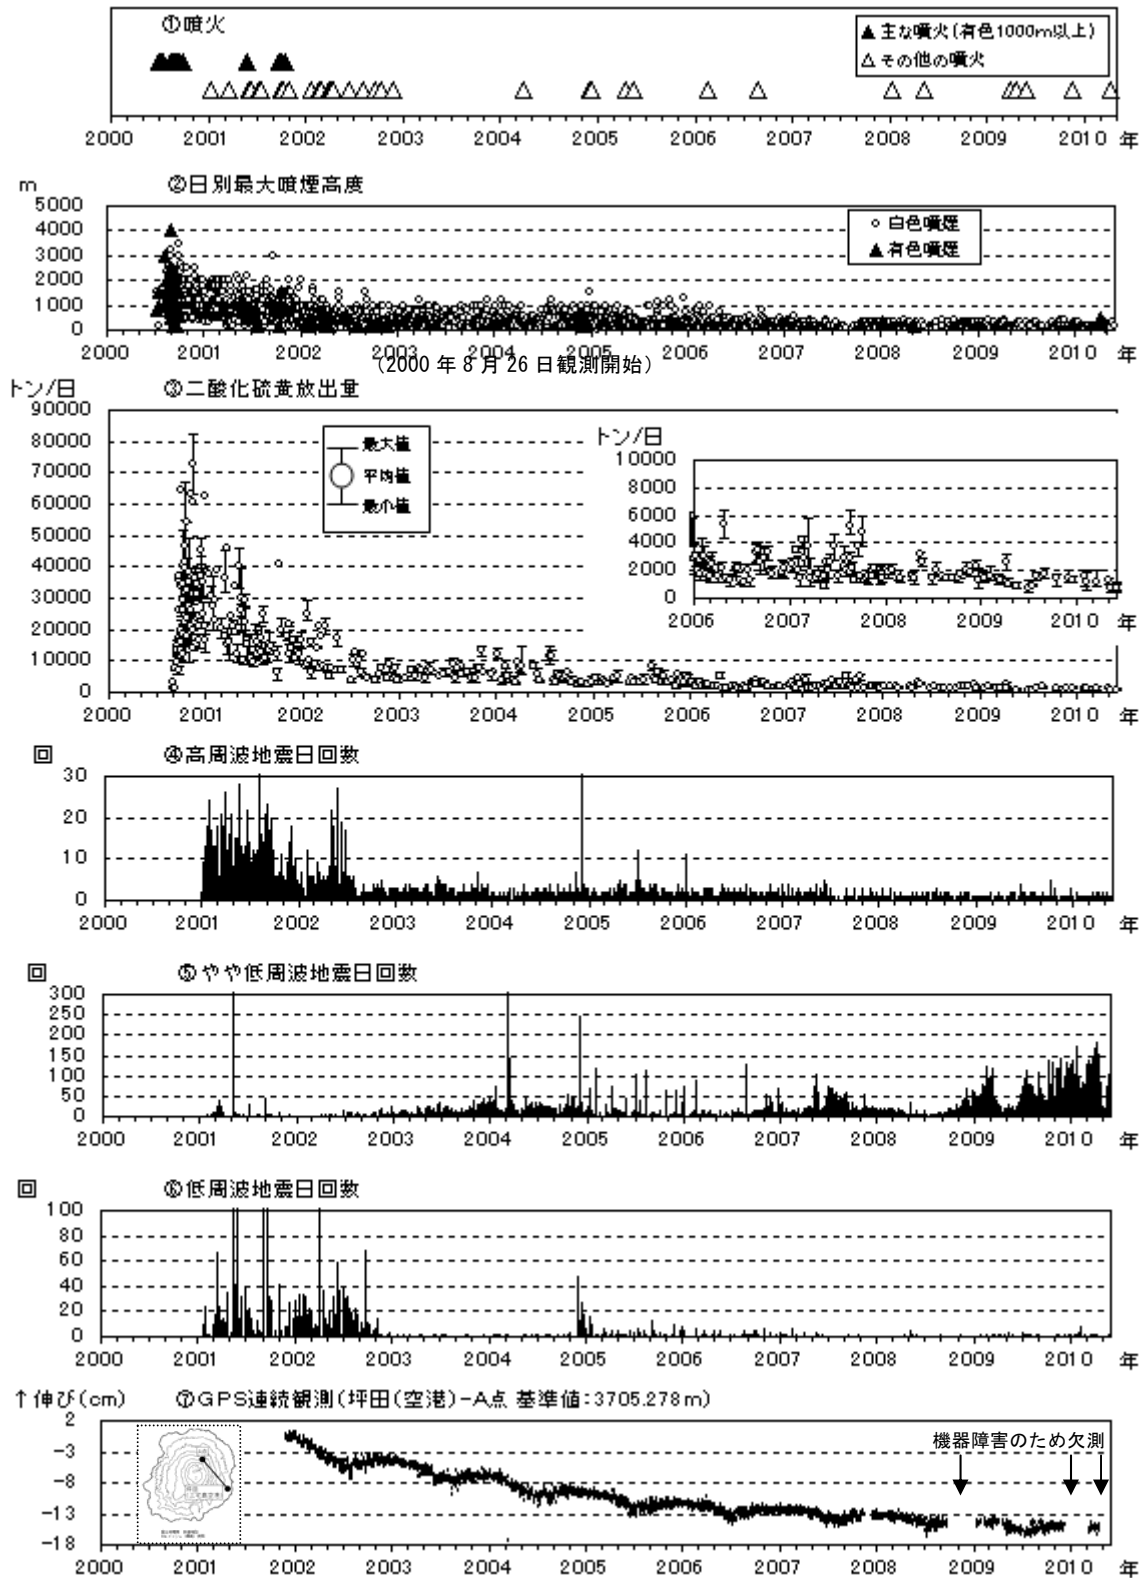 ①噴火
▲ 主な噴火(有色1000m以上)
△ その他の噴火
2000 2001 2002 2003 2004 2005 2006 2007 2008 2009 2010 年
m ②日別最大噴煙高度
5000
4000
3000
2000
1000
0
○ 白色噴煙
▲ 有色噴煙
2000 2001 2002 2003 2004 2005 2006 2007 2008 2009 2010 年
(2000 年 8 月 26 日観測開始)
トン/日 ③二酸化硫黄放出量
90000
80000
70000
60000
50000
40000
30000
20000
10000
0
最大値
平均値
最小値
トン/日
10000
8000
6000
4000
2000
0
2006 2007 2008 2009 2010 年
2000 2001 2002 2003 2004 2005 2006 2007 2008 2009 2010 年
回 ④高周波地震日回数
30
20
10
0
2000 2001 2002 2003 2004 2005 2006 2007 2008 2009 2010 年
回 ⑤やや低周波地震日回数
300
250
200
150
100
50
0
2000 2001 2002 2003 2004 2005 2006 2007 2008 2009 2010 年
回 ⑥低周波地震日回数
100
80
60
40
20
0
2000 2001 2002 2003 2004 2005 2006 2007 2008 2009 2010 年
↑伸び(cm) ⑦GPS連続観測(坪田(空港)-A点 基準値:3705.278m)
2
-3
-8
-13
-18
機器障害のため欠測
2000 2001 2002 2003 2004 2005 2006 2007 2008 2009 2010 年